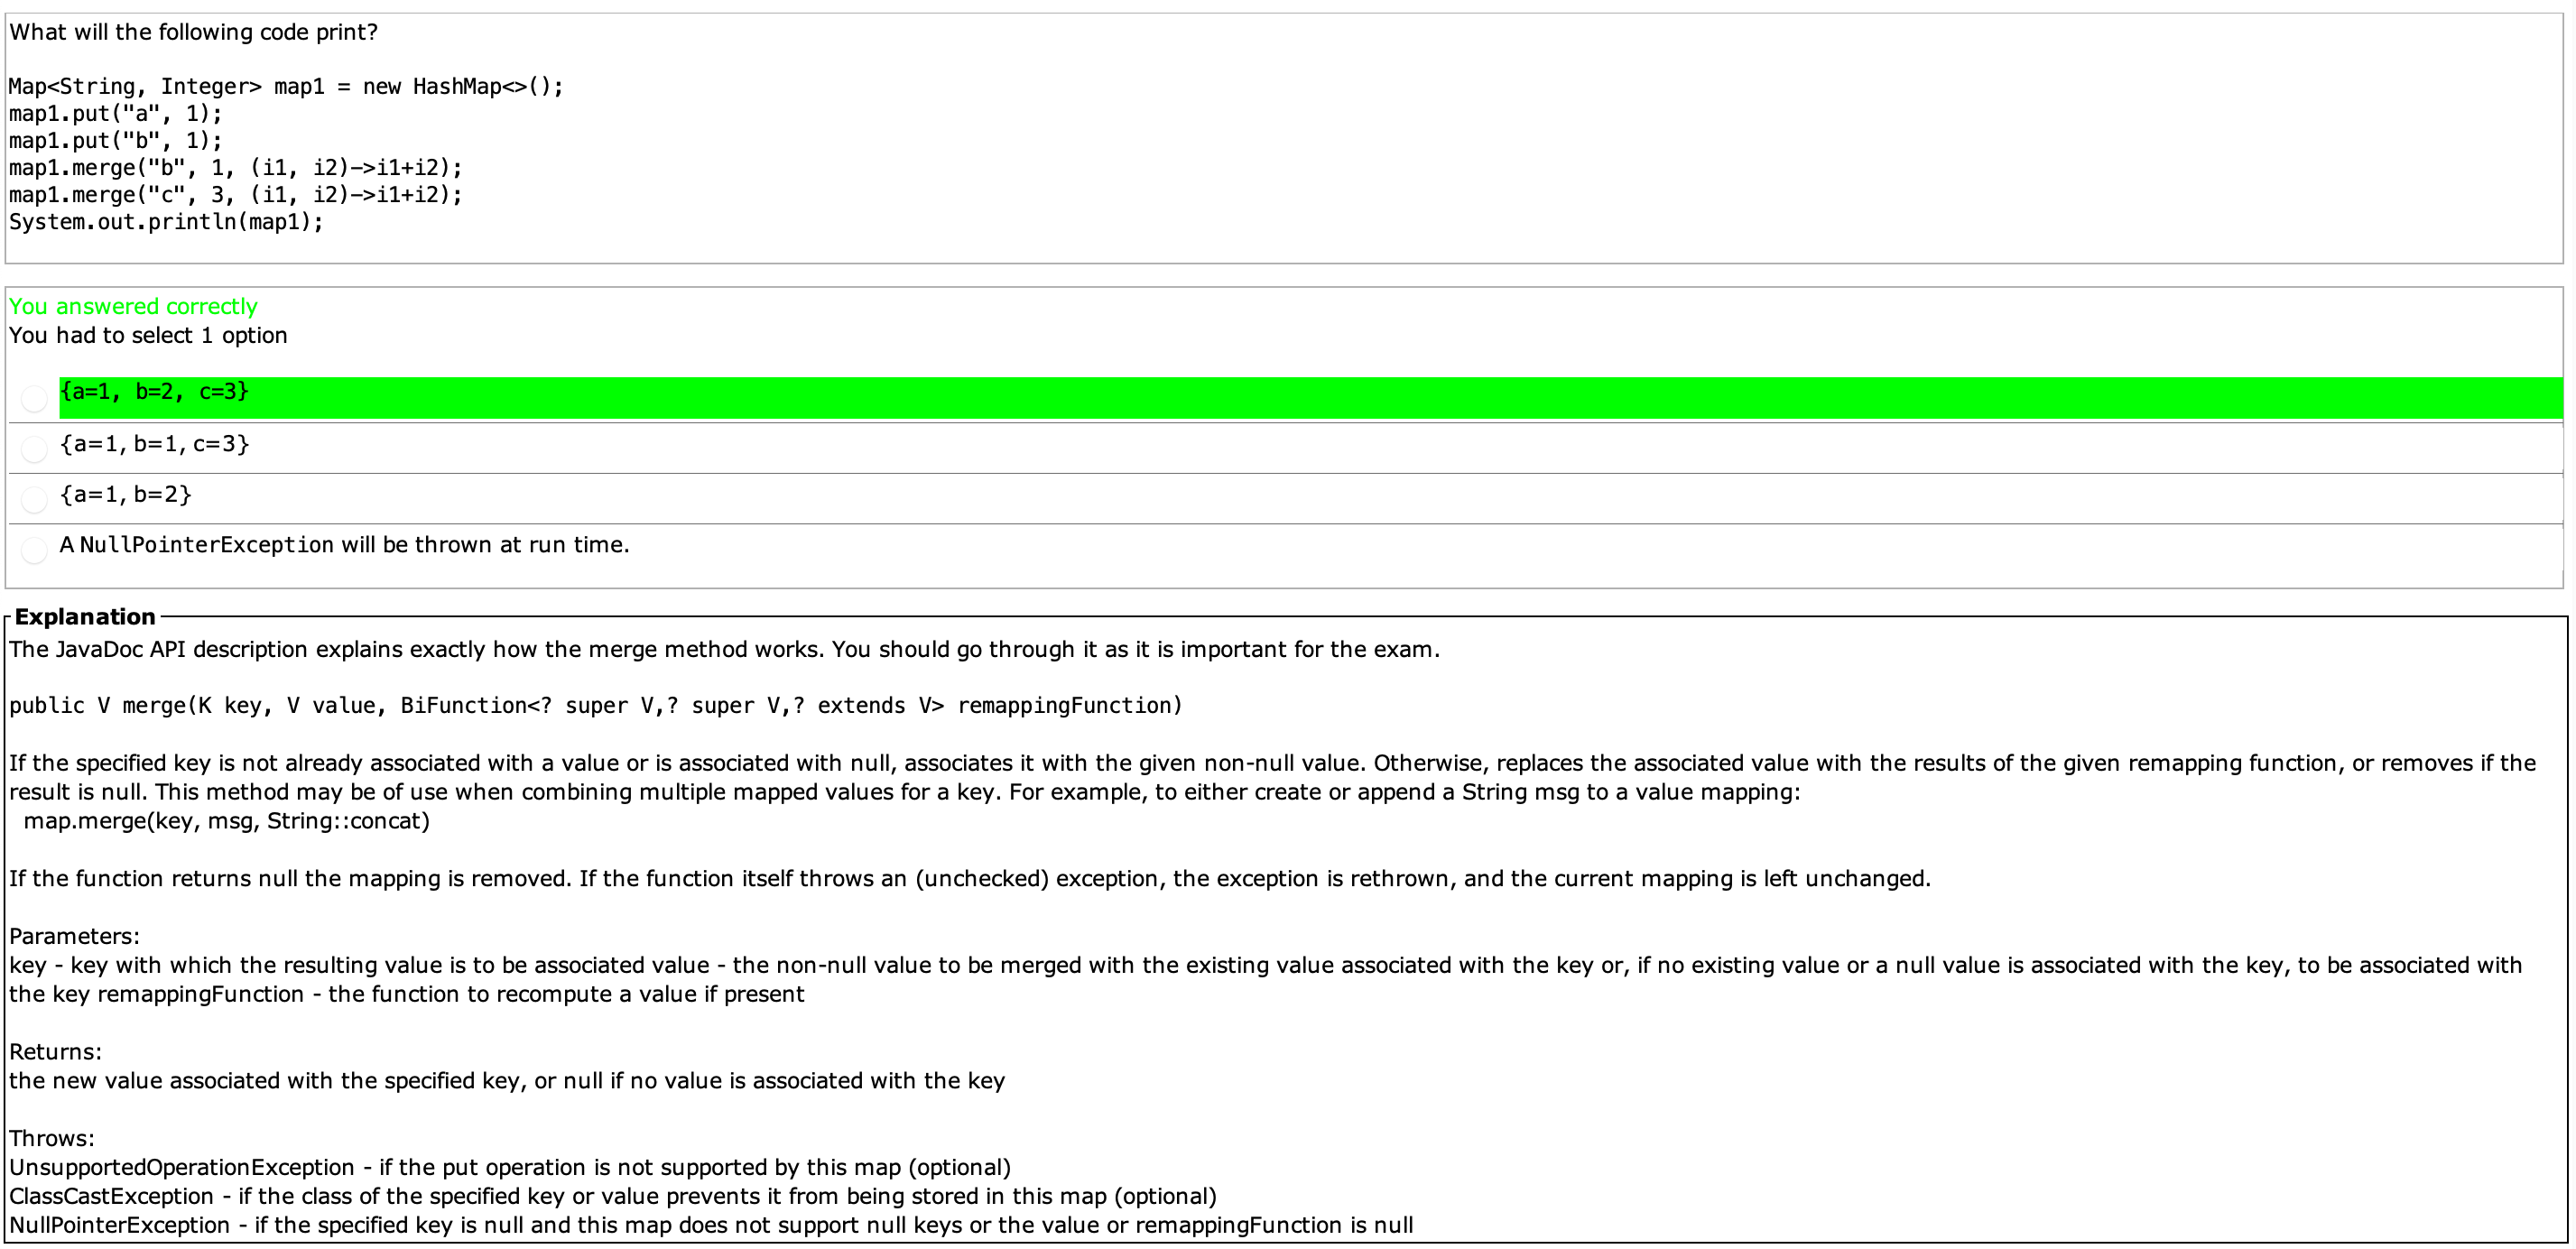 What will the following code print?
Map<String, Integer> map1 = new HashMap<>();
map1.put("a", 1);
map1.put("b", 1);
map1.merge("b", 1, (i1, i2)->i1+i2);
map1.merge("c", 3, (i1, i2)->i1+i2);
System.out.println(map1);
You answered correctly
You had to select 1 option
{a=1, b=2, c=3}
{a=1, b=1, c=3}
{a=1, b=2}
A NullPointerException will be thrown at run time.
Explanation
The JavaDoc API description explains exactly how the merge method works. You should go through it as it is important for the exam.
public V merge(K key, V value, BiFunction<? super V,? super V,? extends V> remappingFunction)
If the specified key is not already associated with a value or is associated with null, associates it with the given non-null value. Otherwise, replaces the associated value with the results of the given remapping function, or removes if the
result is null. This method may be of use when combining multiple mapped values for a key. For example, to either create or append a String msg to a value mapping:
map.merge(key, msg, String::concat)
If the function returns null the mapping is removed. If the function itself throws an (unchecked) exception, the exception is rethrown, and the current mapping is left unchanged.
Parameters:
key - key with which the resulting value is to be associated value - the non-null value to be merged with the existing value associated with the key or, if no existing value or a null value is associated with the key, to be associated with
the key remappingFunction - the function to recompute a value if present
Returns:
the new value associated with the specified key, or null if no value is associated with the key
Throws:
UnsupportedOperationException - if the put operation is not supported by this map (optional)
ClassCastException - if the class of the specified key or value prevents it from being stored in this map (optional)
NullPointerException - if the specified key is null and this map does not support null keys or the value or remappingFunction is null